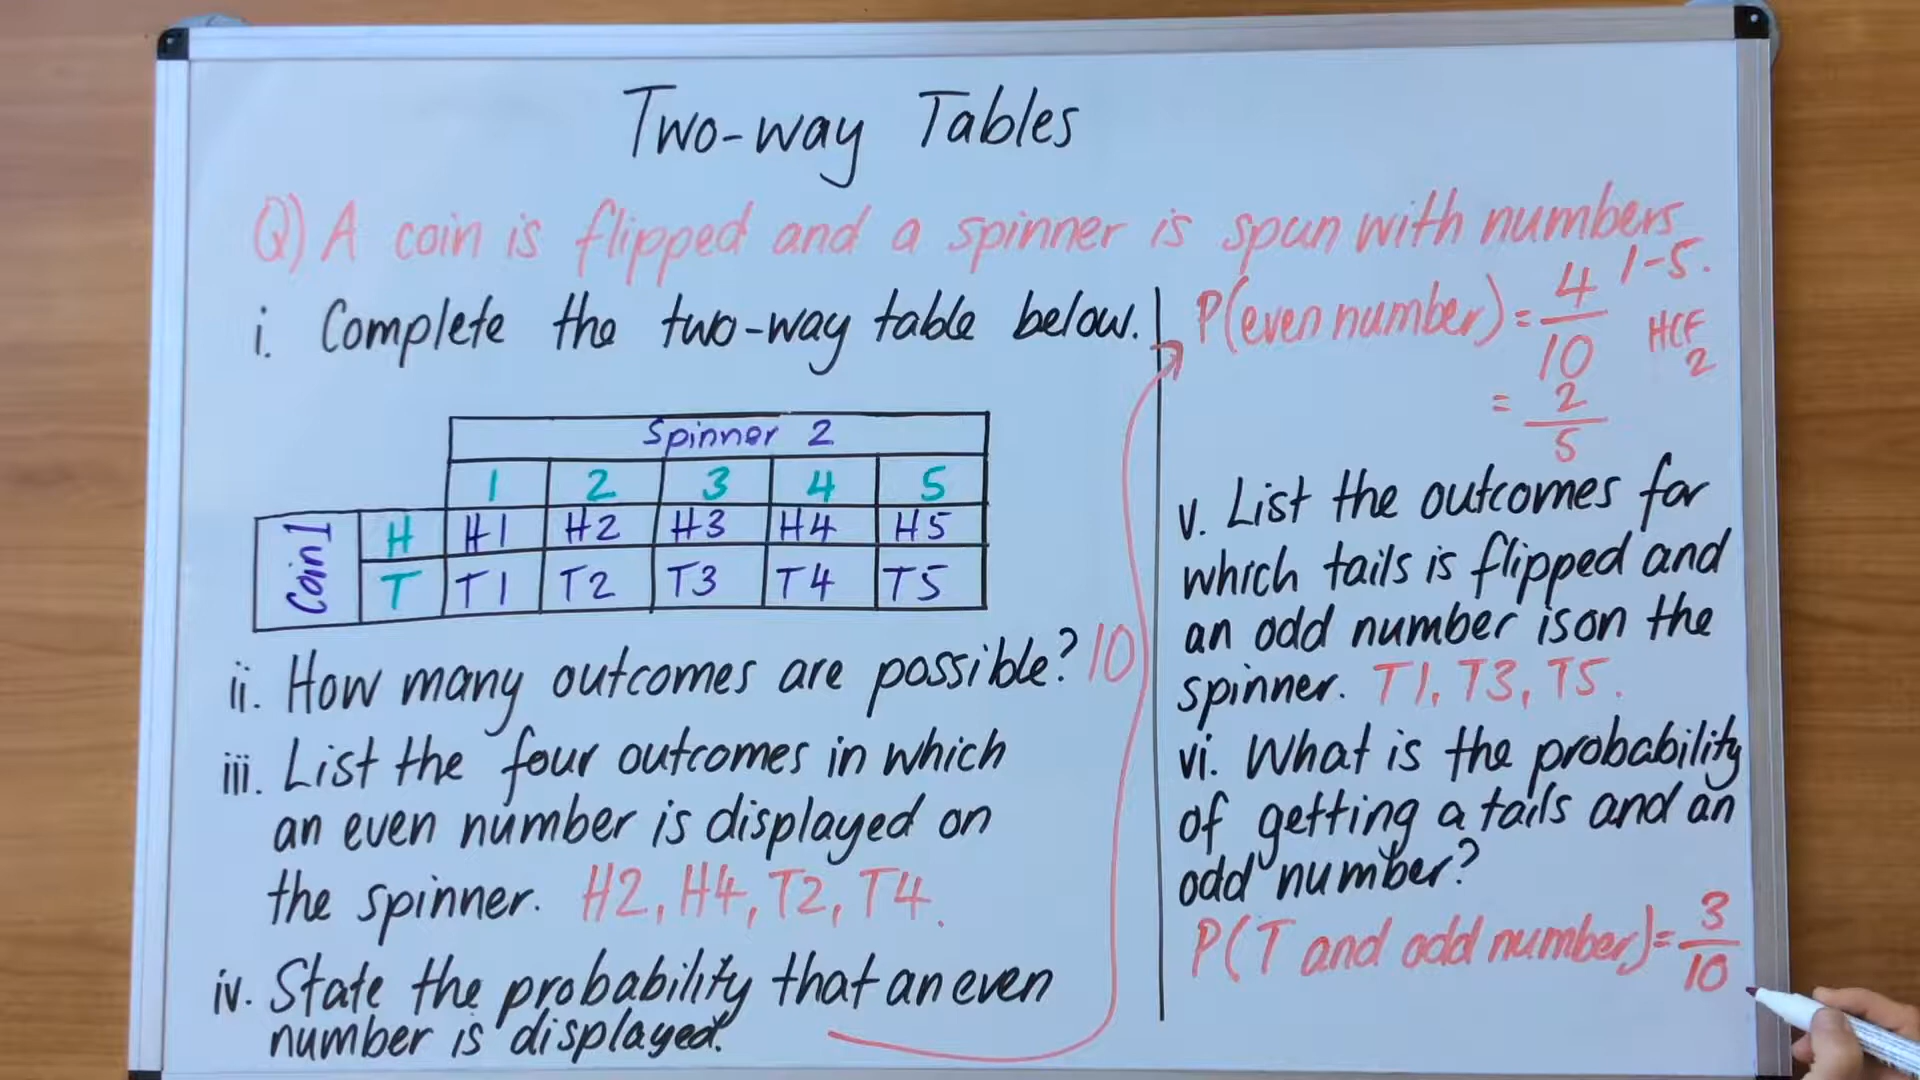 Two-way Tables
Q) A coin is flipped and a spinner is spun with numbers
1-5.
i. Complete the two-way table below.
Spinner 2
1 2 3 4 5
Coin 1
H H1 H2 H3 H4 H5
T T1 T2 T3 T4 T5
ii. How many outcomes are possible? 10
iii. List the four outcomes in which
an even number is displayed on
the spinner. H2, H4, T2, T4.
iv. State the probability that an even
number is displayed.
P(even number) = 4/10
HCF
2
= 2/5
v. List the outcomes for
which tails is flipped and
an odd number is on the
spinner. T1, T3, T5.
vi. What is the probability
of getting a tails and an
odd number?
P(T and odd number) = 3/10